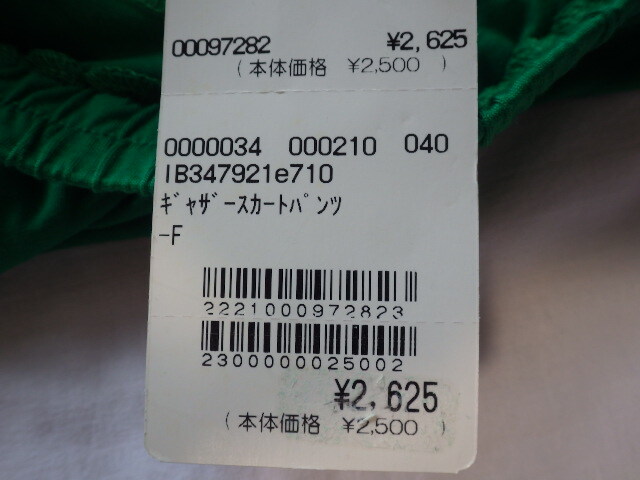 00097282 ¥2,625
(本体価格 ¥2,500 )
0000034 000210 040
IB347921e710
ｷﾞｬｻﾞｰｽｶｰﾄﾊﾟﾝﾂ
-F
2221000972823
2300000025002
¥2,625
(本体価格 ¥2,500 )